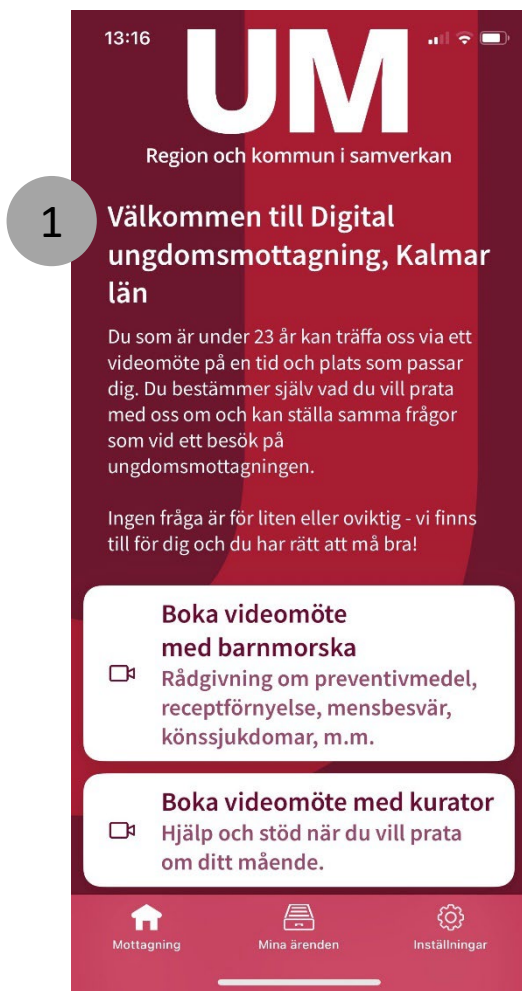 13:16
UM
Region och kommun i samverkan
1
Välkommen till Digital
ungdomsmottagning, Kalmar
län
Du som är under 23 år kan träffa oss via ett
videomöte på en tid och plats som passar
dig. Du bestämmer själv vad du vill prata
med oss om och kan ställa samma frågor
som vid ett besök på
ungdomsmottagningen.
Ingen fråga är för liten eller oviktig - vi finns
till för dig och du har rätt att må bra!
Boka videomöte
med barnmorska
Rådgivning om preventivmedel,
receptförnyelse, mensbesvär,
könssjukdomar, m.m.
Boka videomöte med kurator
Hjälp och stöd när du vill prata
om ditt mående.
Mottagning
Mina ärenden
Inställningar